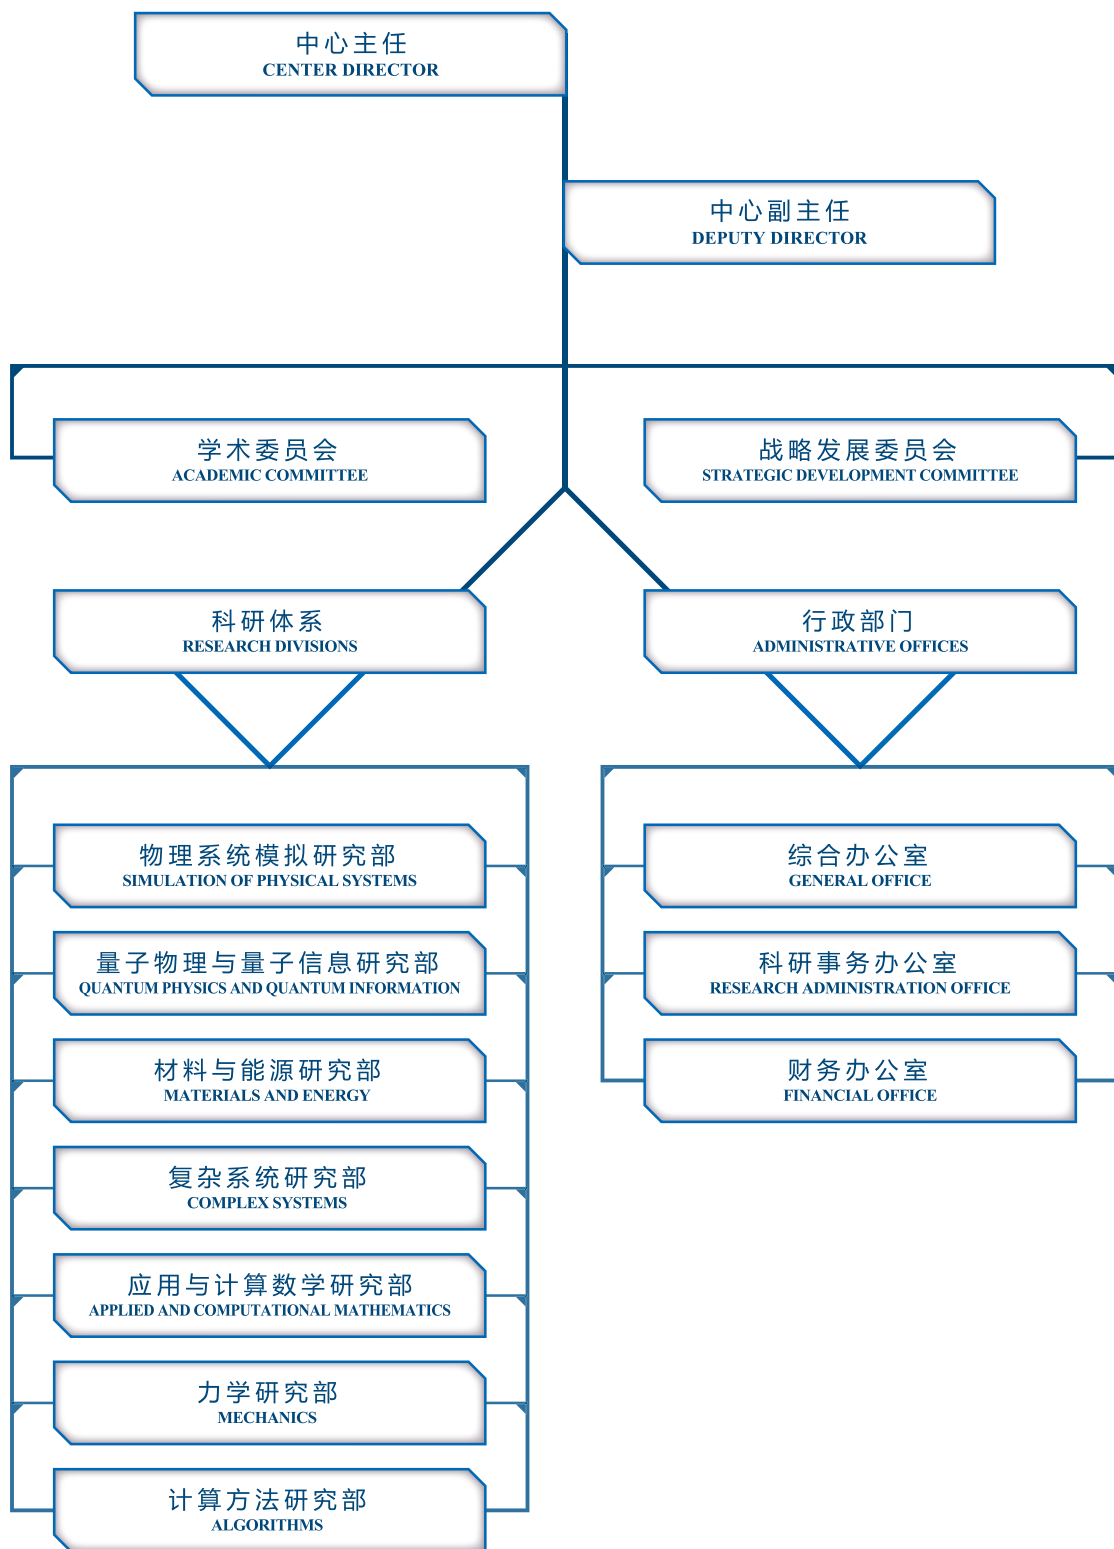 中心主任
CENTER DIRECTOR
中心副主任
DEPUTY DIRECTOR
学术委员会
ACADEMIC COMMITTEE
战略发展委员会
STRATEGIC DEVELOPMENT COMMITTEE
科研体系
RESEARCH DIVISIONS
行政部门
ADMINISTRATIVE OFFICES
物理系统模拟研究部
SIMULATION OF PHYSICAL SYSTEMS
量子物理与量子信息研究部
QUANTUM PHYSICS AND QUANTUM INFORMATION
材料与能源研究部
MATERIALS AND ENERGY
复杂系统研究部
COMPLEX SYSTEMS
应用与计算数学研究部
APPLIED AND COMPUTATIONAL MATHEMATICS
力学研究部
MECHANICS
计算方法研究部
ALGORITHMS
综合办公室
GENERAL OFFICE
科研事务办公室
RESEARCH ADMINISTRATION OFFICE
财务办公室
FINANCIAL OFFICE